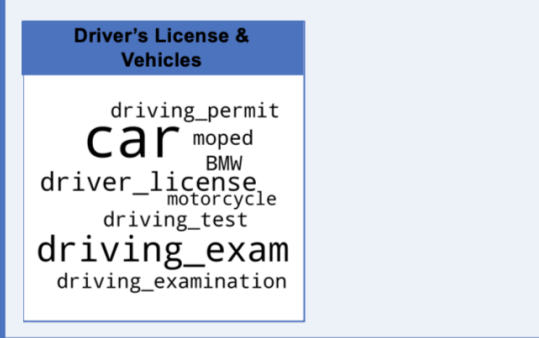 Driver's License &
Vehicles
driving_permit
car moped
BMW
driver_license
motorcycle
driving_test
driving_exam
driving_examination